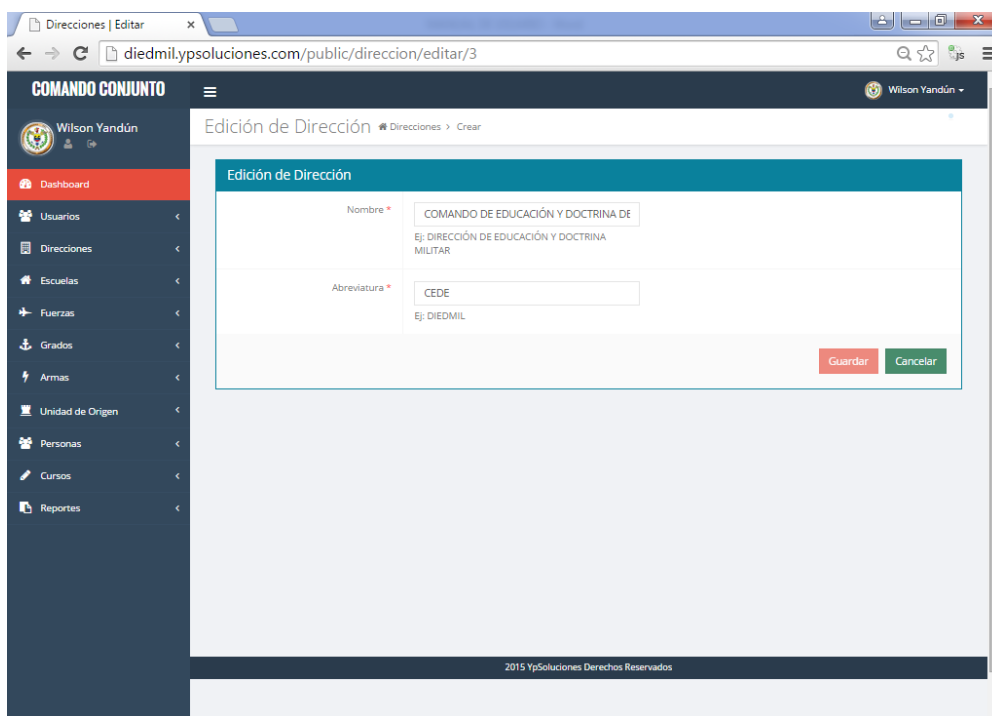 Direcciones | Editar
diedmil.ypsoluciones.com/public/direccion/editar/3
js
COMANDO CONJUNTO
Wilson Yandún
Wilson Yandún
Edición de Dirección Direcciones > Crear
Dashboard
Usuarios
Direcciones
Escuelas
Fuerzas
Grados
Armas
Unidad de Origen
Personas
Cursos
Reportes
Edición de Dirección
Nombre * COMANDO DE EDUCACIÓN Y DOCTRINA DE
Ej: DIRECCIÓN DE EDUCACIÓN Y DOCTRINA
MILITAR
Abreviatura * CEDE
Ej: DIEDMIL
Guardar Cancelar
2015 YpSoluciones Derechos Reservados